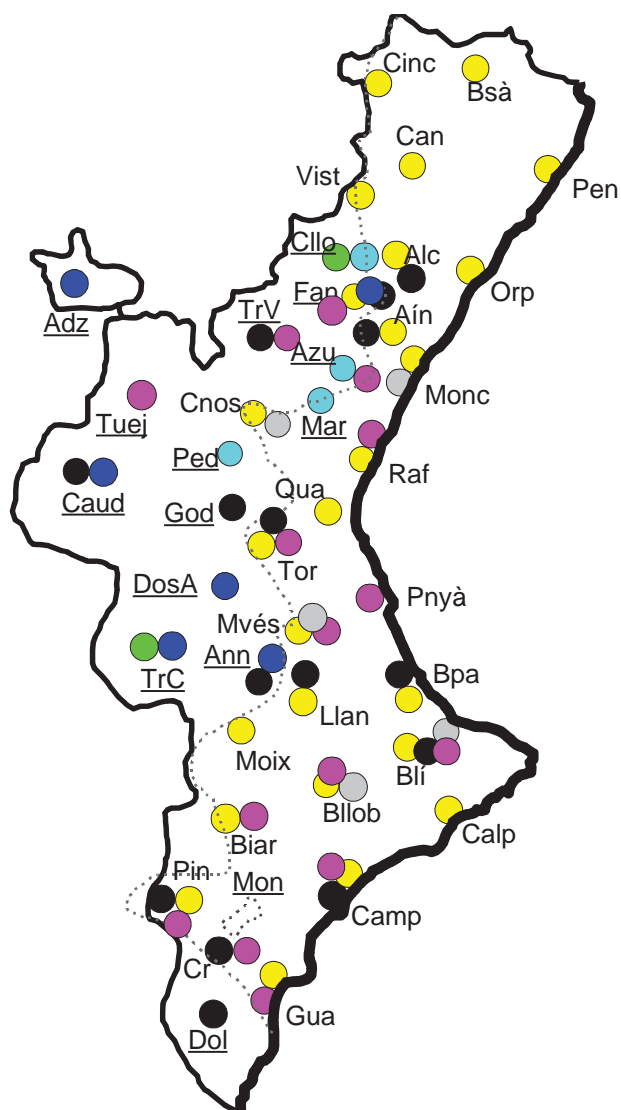 Cinc
Bsà
Can
Vist
Pen
Cllo
Alc
Orp
Adz
Fan
TrV
Aín
Azu
Monc
Tuej
Cnos
Mar
Ped
Raf
Caud
God
Qua
Tor
DosA
Pnyà
Mvés
Ann
TrC
Bpa
Llan
Moix
Blí
Bllob
Calp
Biar
Pin
Mon
Camp
Cr
Gua
Dol